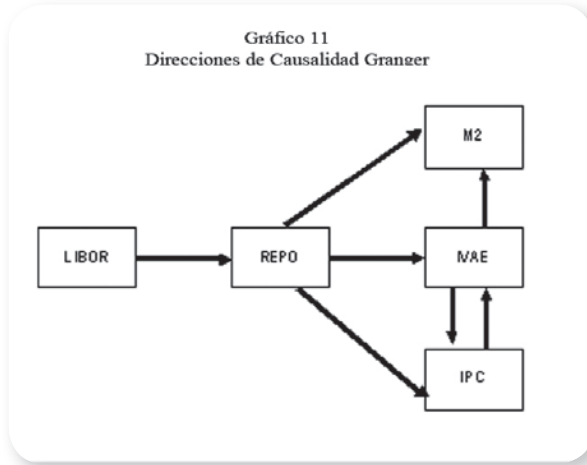 Gráfico 11
Direcciones de Causalidad Granger
M2
LIBOR
REPO
IVAE
IPC